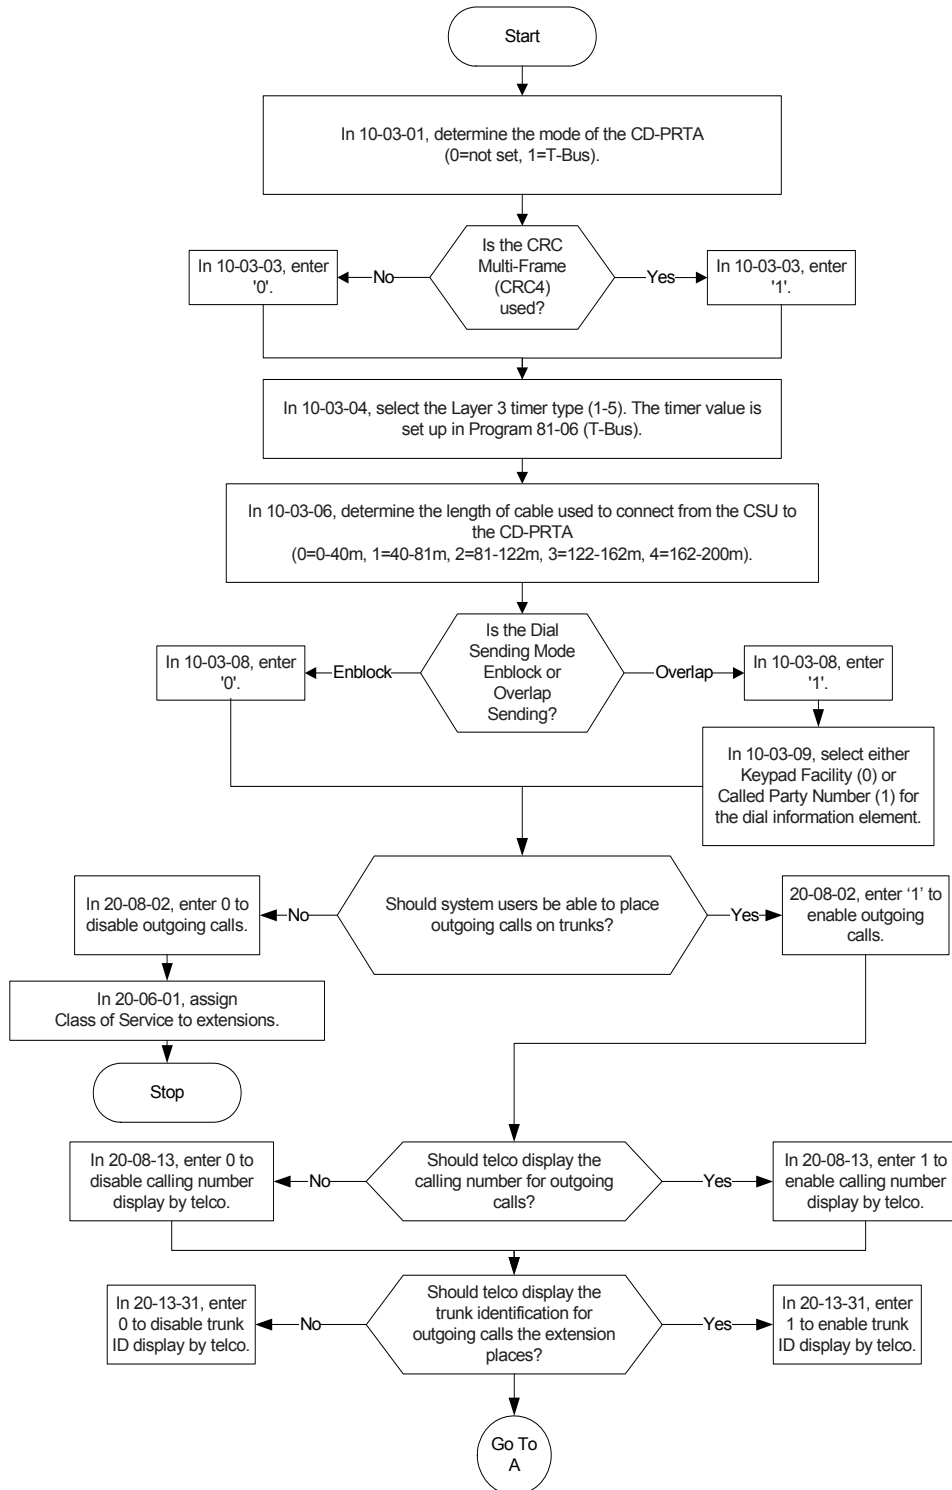 Start
In 10-03-01, determine the mode of the CD-PRTA
(0=not set, 1=T-Bus).
Is the CRC
Multi-Frame
(CRC4)
used?
No
Yes
In 10-03-03, enter
'0'.
In 10-03-03, enter
'1'.
In 10-03-04, select the Layer 3 timer type (1-5). The timer value is
set up in Program 81-06 (T-Bus).
In 10-03-06, determine the length of cable used to connect from the CSU to
the CD-PRTA
(0=0-40m, 1=40-81m, 2=81-122m, 3=122-162m, 4=162-200m).
Is the Dial
Sending Mode
Enblock or
Overlap
Sending?
Enblock
Overlap
In 10-03-08, enter
'0'.
In 10-03-08, enter
'1'.
In 10-03-09, select either
Keypad Facility (0) or
Called Party Number (1) for
the dial information element.
Should system users be able to place
outgoing calls on trunks?
No
Yes
In 20-08-02, enter 0 to
disable outgoing calls.
20-08-02, enter ‘1’ to
enable outgoing
calls.
In 20-06-01, assign
Class of Service to extensions.
Stop
Should telco display the
calling number for outgoing
calls?
No
Yes
In 20-08-13, enter 0 to
disable calling number
display by telco.
In 20-08-13, enter 1 to
enable calling number
display by telco.
Should telco display the
trunk identification for
outgoing calls the extension
places?
No
Yes
In 20-13-31, enter
0 to disable trunk
ID display by telco.
In 20-13-31, enter
1 to enable trunk
ID display by telco.
Go To
A